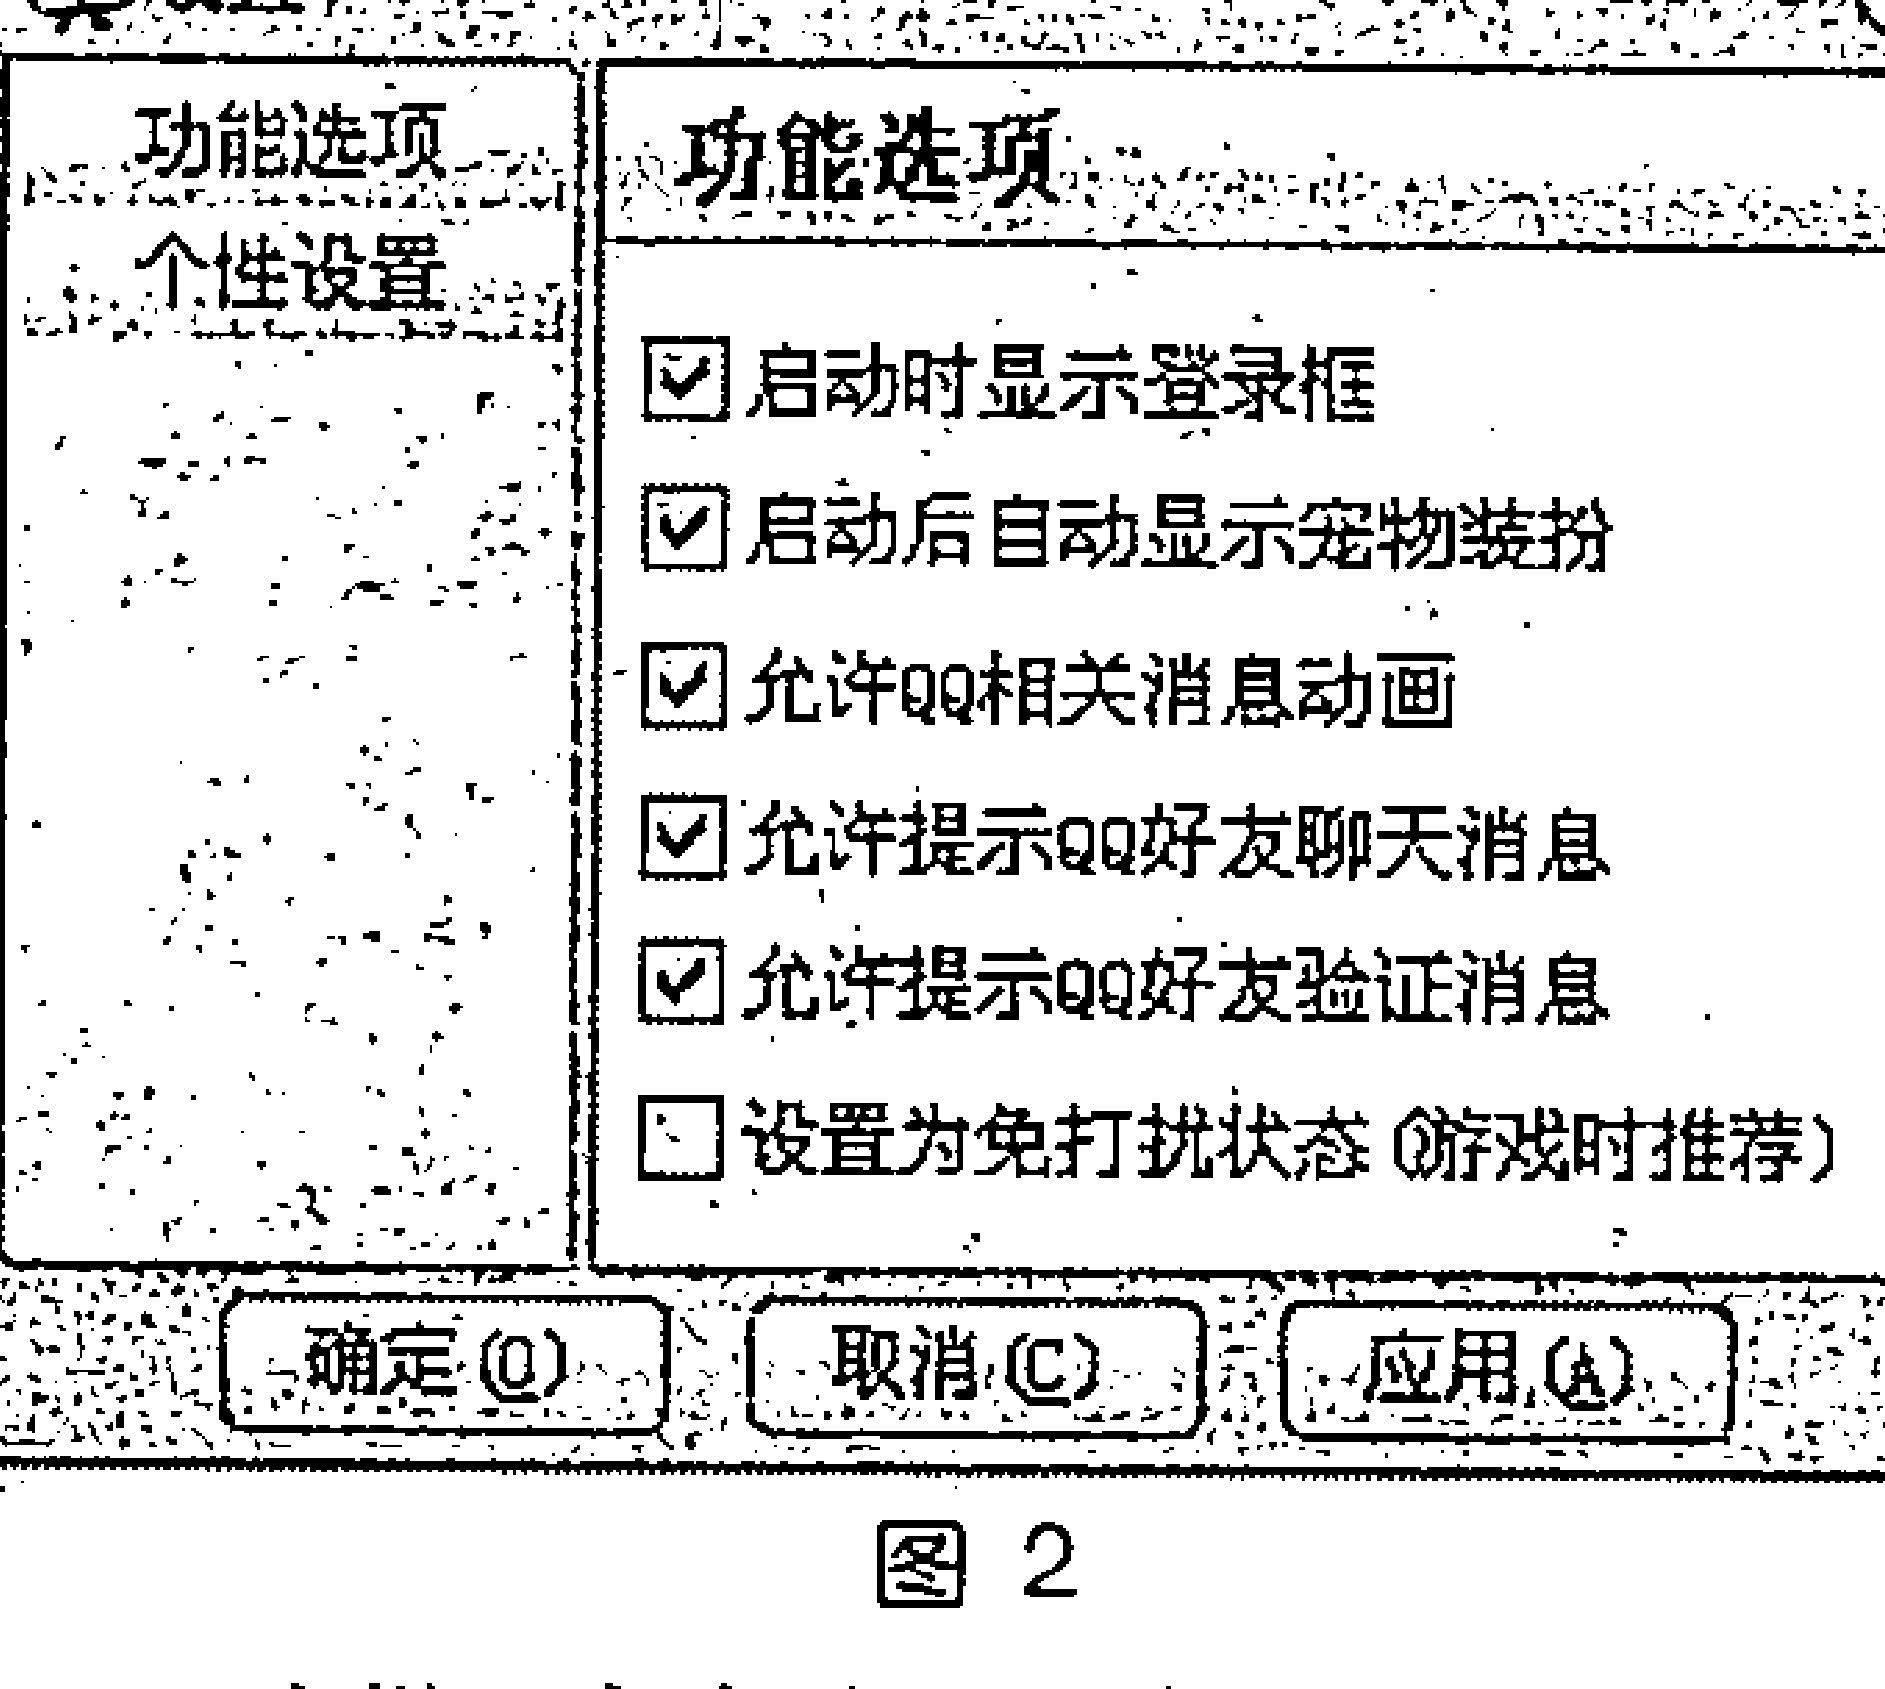 功能选项
个性设置
功能选项
启动时显示登录框
启动后自动显示宠物装扮
允许QQ相关消息动画
允许提示QQ好友聊天消息
允许提示QQ好友验证消息
设置为免打扰状态(游戏时推荐)
确定(O)
取消(C)
应用(A)
图 2